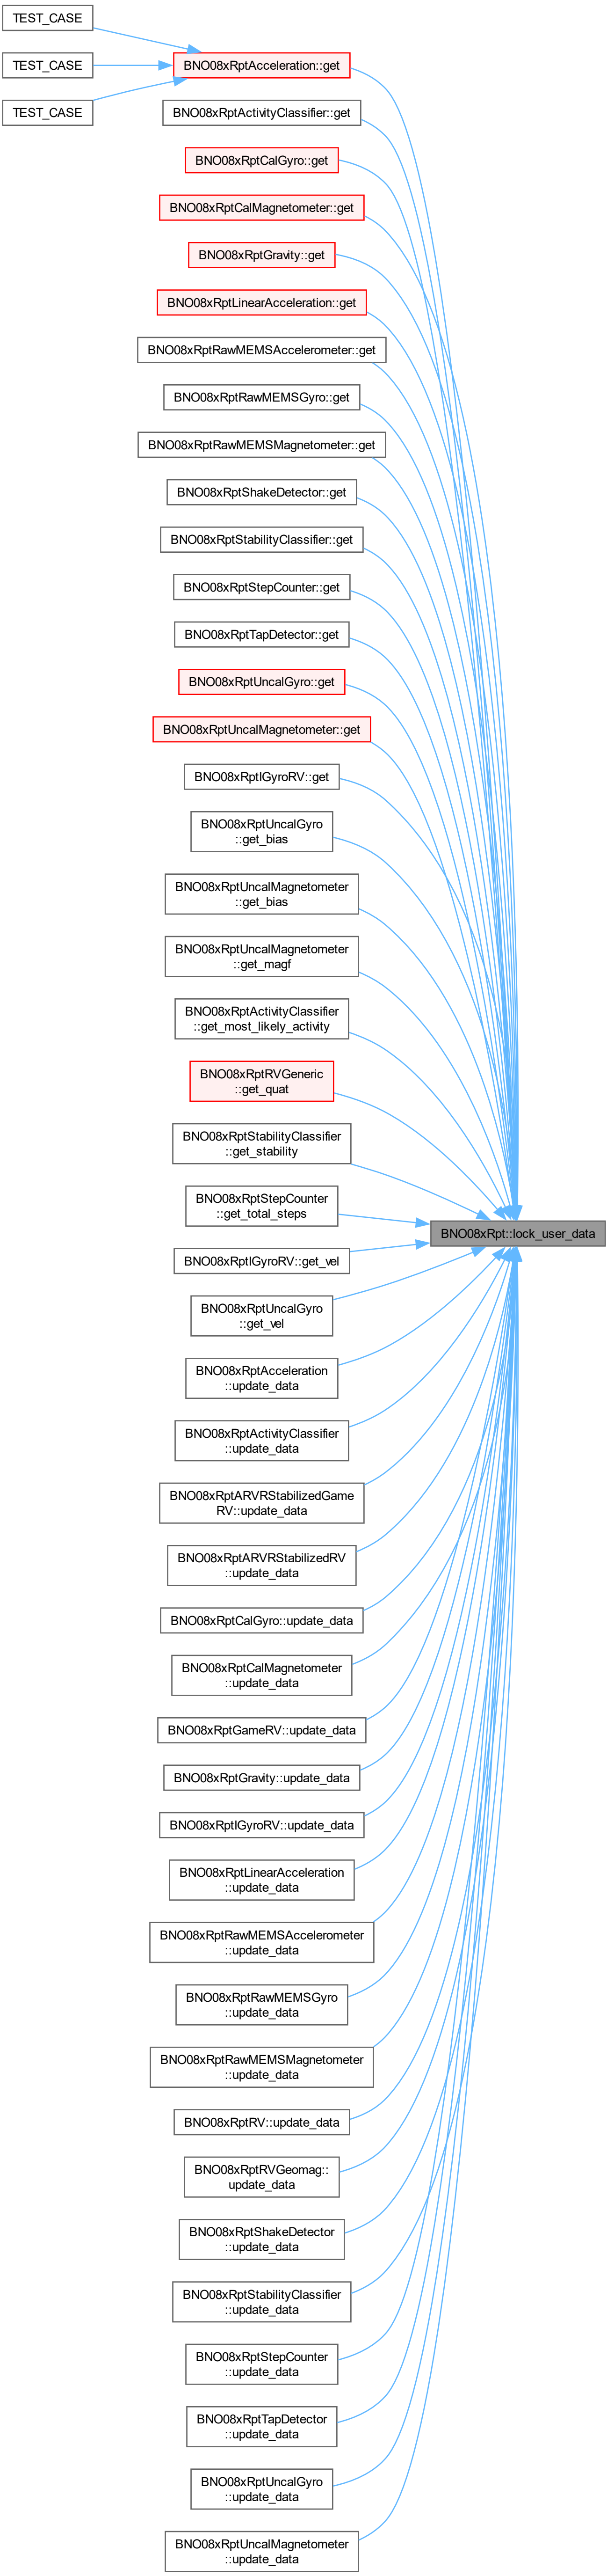 TEST_CASE
TEST_CASE
TEST_CASE
BNO08xRptAcceleration::get
BNO08xRptActivityClassifier::get
BNO08xRptCalGyro::get
BNO08xRptCalMagnetometer::get
BNO08xRptGravity::get
BNO08xRptLinearAcceleration::get
BNO08xRptRawMEMSAccelerometer::get
BNO08xRptRawMEMSGyro::get
BNO08xRptRawMEMSMagnetometer::get
BNO08xRptShakeDetector::get
BNO08xRptStabilityClassifier::get
BNO08xRptStepCounter::get
BNO08xRptTapDetector::get
BNO08xRptUncalGyro::get
BNO08xRptUncalMagnetometer::get
BNO08xRptIGyroRV::get
BNO08xRptUncalGyro
::get_bias
BNO08xRptUncalMagnetometer
::get_bias
BNO08xRptUncalMagnetometer
::get_magf
BNO08xRptActivityClassifier
::get_most_likely_activity
BNO08xRptRVGeneric
::get_quat
BNO08xRptStabilityClassifier
::get_stability
BNO08xRptStepCounter
::get_total_steps
BNO08xRpt::lock_user_data
BNO08xRptIGyroRV::get_vel
BNO08xRptUncalGyro
::get_vel
BNO08xRptAcceleration
::update_data
BNO08xRptActivityClassifier
::update_data
BNO08xRptARVRStabilizedGame
RV::update_data
BNO08xRptARVRStabilizedRV
::update_data
BNO08xRptCalGyro::update_data
BNO08xRptCalMagnetometer
::update_data
BNO08xRptGameRV::update_data
BNO08xRptGravity::update_data
BNO08xRptIGyroRV::update_data
BNO08xRptLinearAcceleration
::update_data
BNO08xRptRawMEMSAccelerometer
::update_data
BNO08xRptRawMEMSGyro
::update_data
BNO08xRptRawMEMSMagnetometer
::update_data
BNO08xRptRV::update_data
BNO08xRptRVGeomag::
update_data
BNO08xRptShakeDetector
::update_data
BNO08xRptStabilityClassifier
::update_data
BNO08xRptStepCounter
::update_data
BNO08xRptTapDetector
::update_data
BNO08xRptUncalGyro
::update_data
BNO08xRptUncalMagnetometer
::update_data